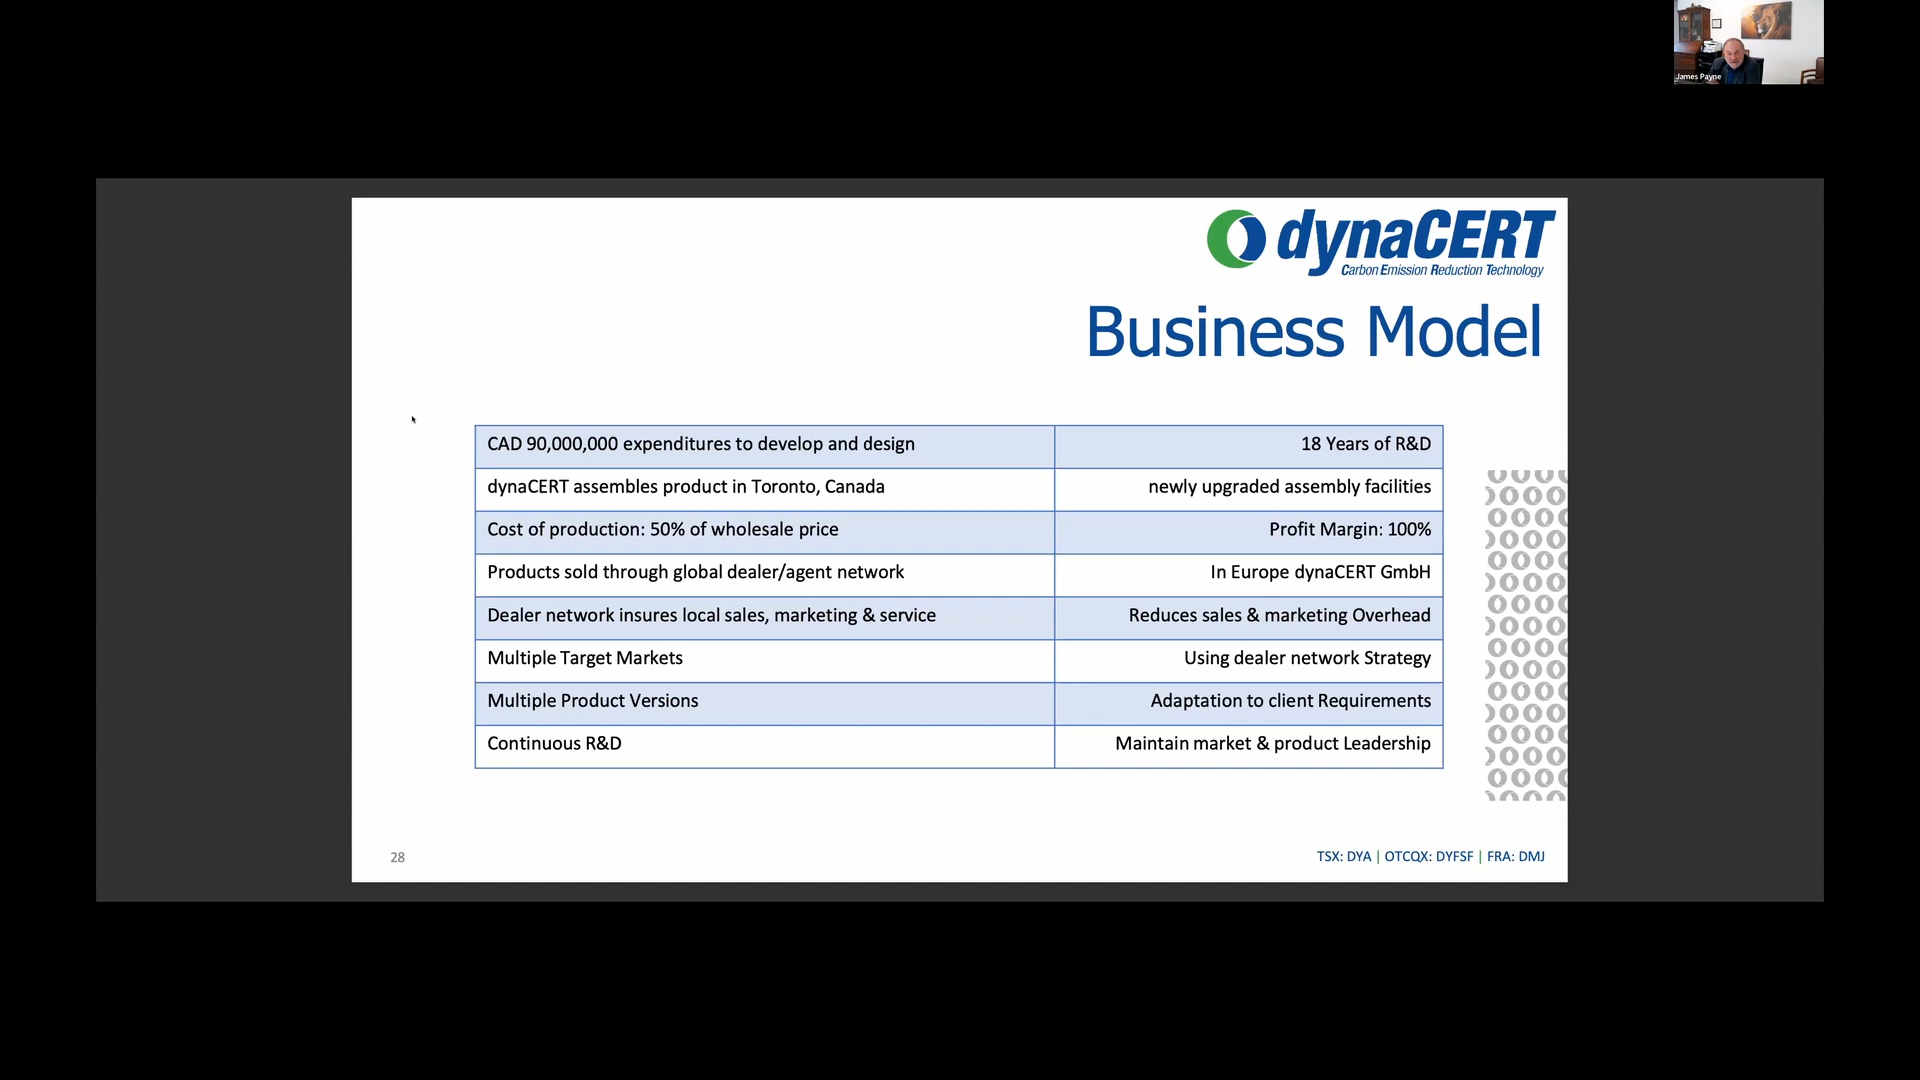 James Payne
dynaCERT
Carbon Emission Reduction Technology
Business Model
CAD 90,000,000 expenditures to develop and design
18 Years of R&D
dynaCERT assembles product in Toronto, Canada
newly upgraded assembly facilities
Cost of production: 50% of wholesale price
Profit Margin: 100%
Products sold through global dealer/agent network
In Europe dynaCERT GmbH
Dealer network insures local sales, marketing & service
Reduces sales & marketing Overhead
Multiple Target Markets
Using dealer network Strategy
Multiple Product Versions
Adaptation to client Requirements
Continuous R&D
Maintain market & product Leadership
28
TSX: DYA | OTCQX: DYFSF | FRA: DMJ